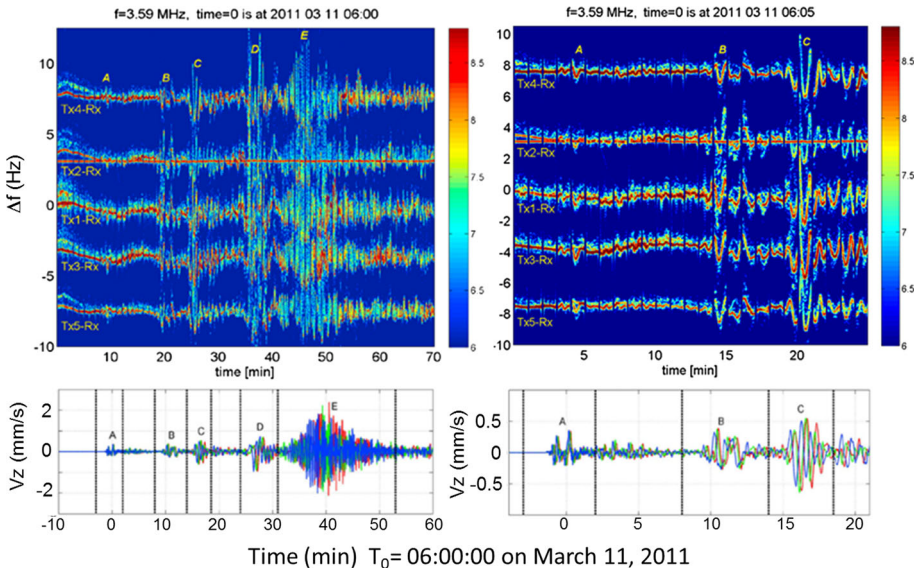 f=3.59 MHz, time=0 is at 2011 03 11 06:00
10
5
0
-5
-10
Δf (Hz)
A
B
C
D
E
Tx4-Rx
Tx2-Rx
Tx1-Rx
Tx3-Rx
Tx5-Rx
10 20 30 40 50 60 70
time [min]
8.5
8
7.5
7
6.5
6
f=3.59 MHz, time=0 is at 2011 03 11 06:05
10
8
6
4
2
0
-2
-4
-6
-8
-10
A
B
C
Tx4-Rx
Tx2-Rx
Tx1-Rx
Tx3-Rx
Tx5-Rx
5 10 15 20 25
time [min]
8.5
8
7.5
7
6.5
6
Vz (mm/s)
2
0
-2
A
B
C
D
E
-10 0 10 20 30 40 50 60
Vz (mm/s)
0.5
0
-0.5
A
B
C
0 5 10 15 20
Time (min) T0= 06:00:00 on March 11, 2011